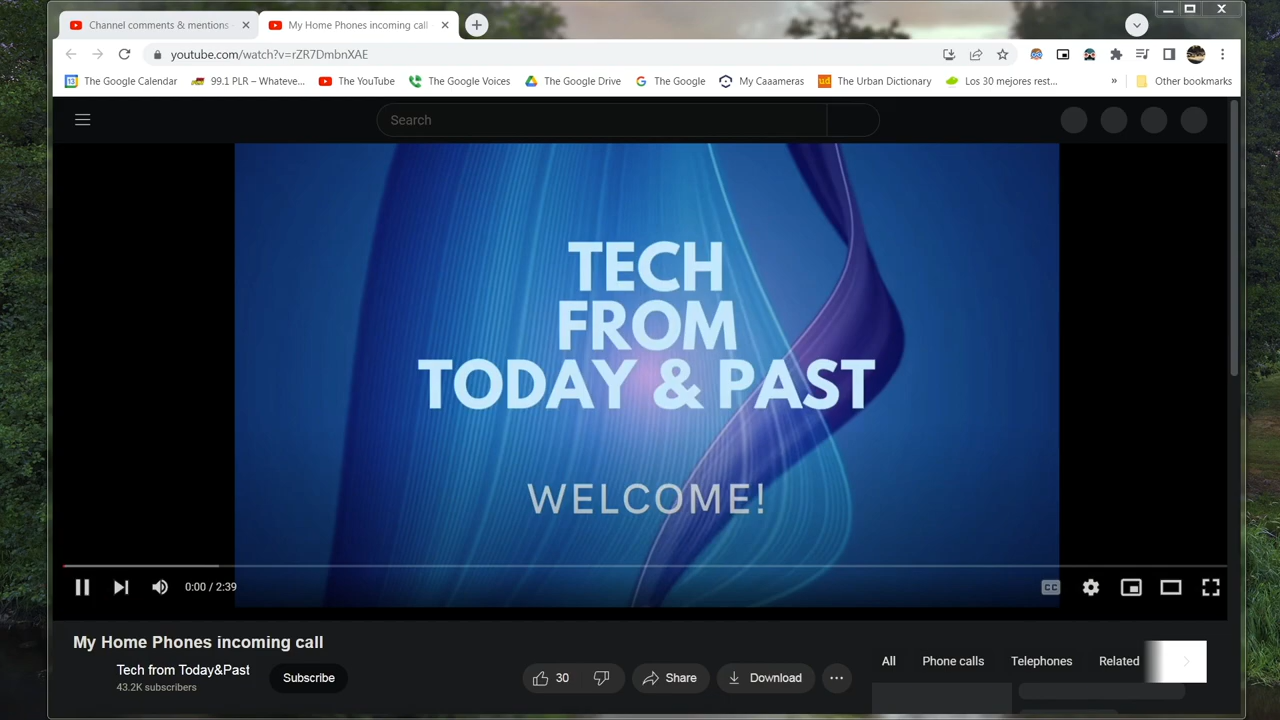 Channel comments & mentions
My Home Phones incoming call
youtube.com/watch?v=rZR7DmbnXAE
The Google Calendar
99.1 PLR – Whateve...
The YouTube
The Google Voices
The Google Drive
The Google
My Caaameras
The Urban Dictionary
Los 30 mejores rest...
»
Other bookmarks
Search
TECH
FROM
TODAY & PAST
WELCOME!
0:00 / 2:39
CC
My Home Phones incoming call
Tech from Today&Past
43.2K subscribers
Subscribe
30
Share
Download
All
Phone calls
Telephones
Related